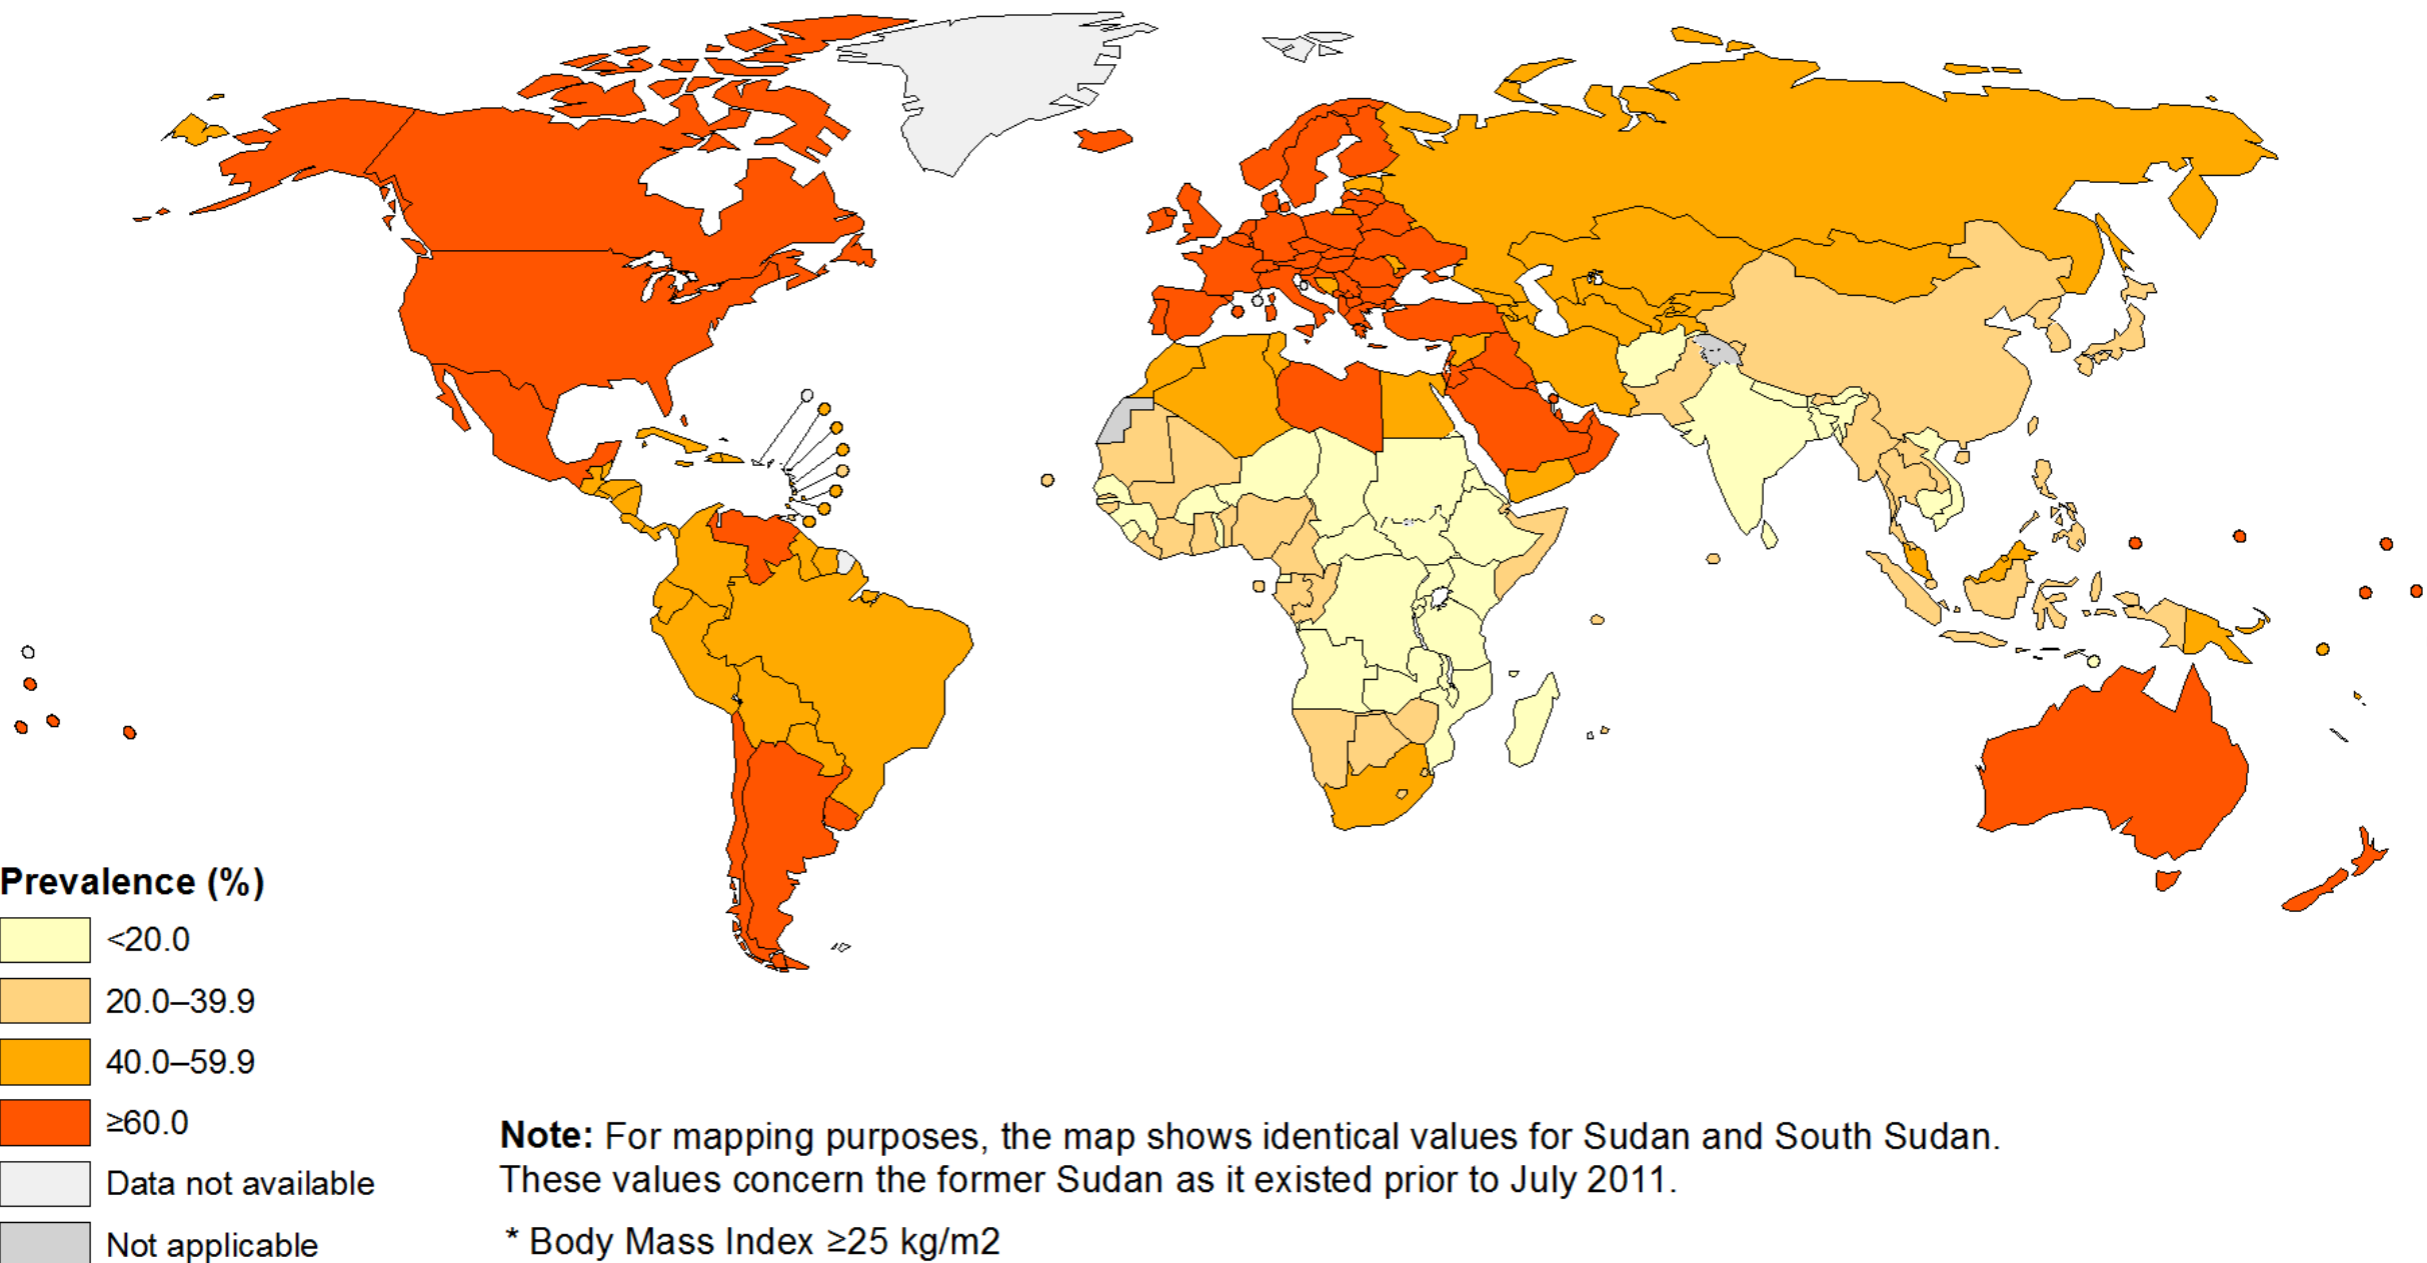 Prevalence (%)
<20.0
20.0–39.9
40.0–59.9
≥60.0
Data not available
Not applicable
Note: For mapping purposes, the map shows identical values for Sudan and South Sudan.
These values concern the former Sudan as it existed prior to July 2011.
* Body Mass Index ≥25 kg/m2